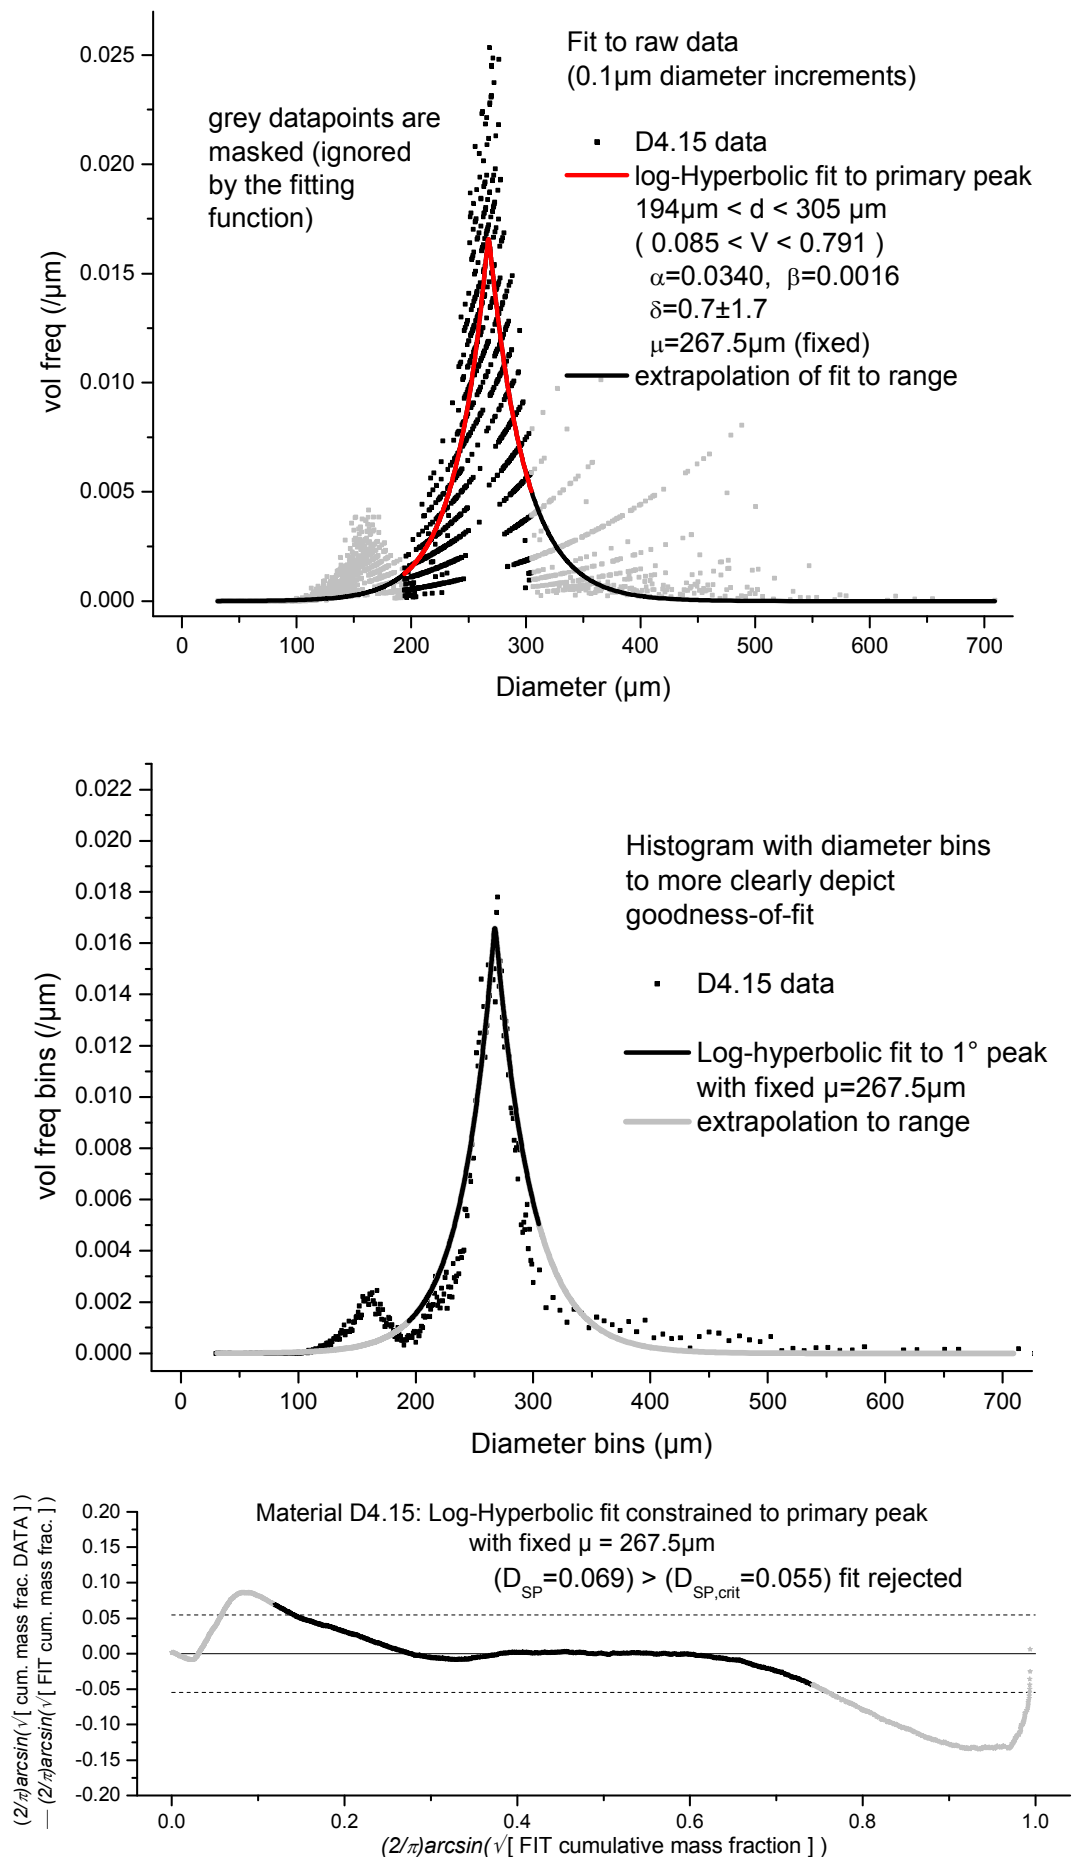 0.025
0.020
0.015
0.010
0.005
0.000
vol freq (/µm)
grey datapoints are
masked (ignored
by the fitting
function)
Fit to raw data
(0.1µm diameter increments)
D4.15 data
log-Hyperbolic fit to primary peak
194µm < d < 305 µm
( 0.085 < V < 0.791 )
α=0.0340, β=0.0016
δ=0.7±1.7
µ=267.5µm (fixed)
extrapolation of fit to range
0 100 200 300 400 500 600 700
Diameter (µm)
0.022
0.020
0.018
0.016
0.014
0.012
0.010
0.008
0.006
0.004
0.002
0.000
vol freq bins (/µm)
Histogram with diameter bins
to more clearly depict
goodness-of-fit
D4.15 data
Log-hyperbolic fit to 1° peak
with fixed µ=267.5µm
extrapolation to range
0 100 200 300 400 500 600 700
Diameter bins (µm)
(2/π)arcsin(√[ cum. mass frac. DATA ] )
— (2/π)arcsin(√[ FIT cum. mass frac. ] )
0.20
0.15
0.10
0.05
0.00
-0.05
-0.10
-0.15
-0.20
Material D4.15: Log-Hyperbolic fit constrained to primary peak
with fixed µ = 267.5µm
(D_SP=0.069) > (D_SP,crit=0.055) fit rejected
0.0 0.2 0.4 0.6 0.8 1.0
(2/π)arcsin(√[ FIT cumulative mass fraction ] )